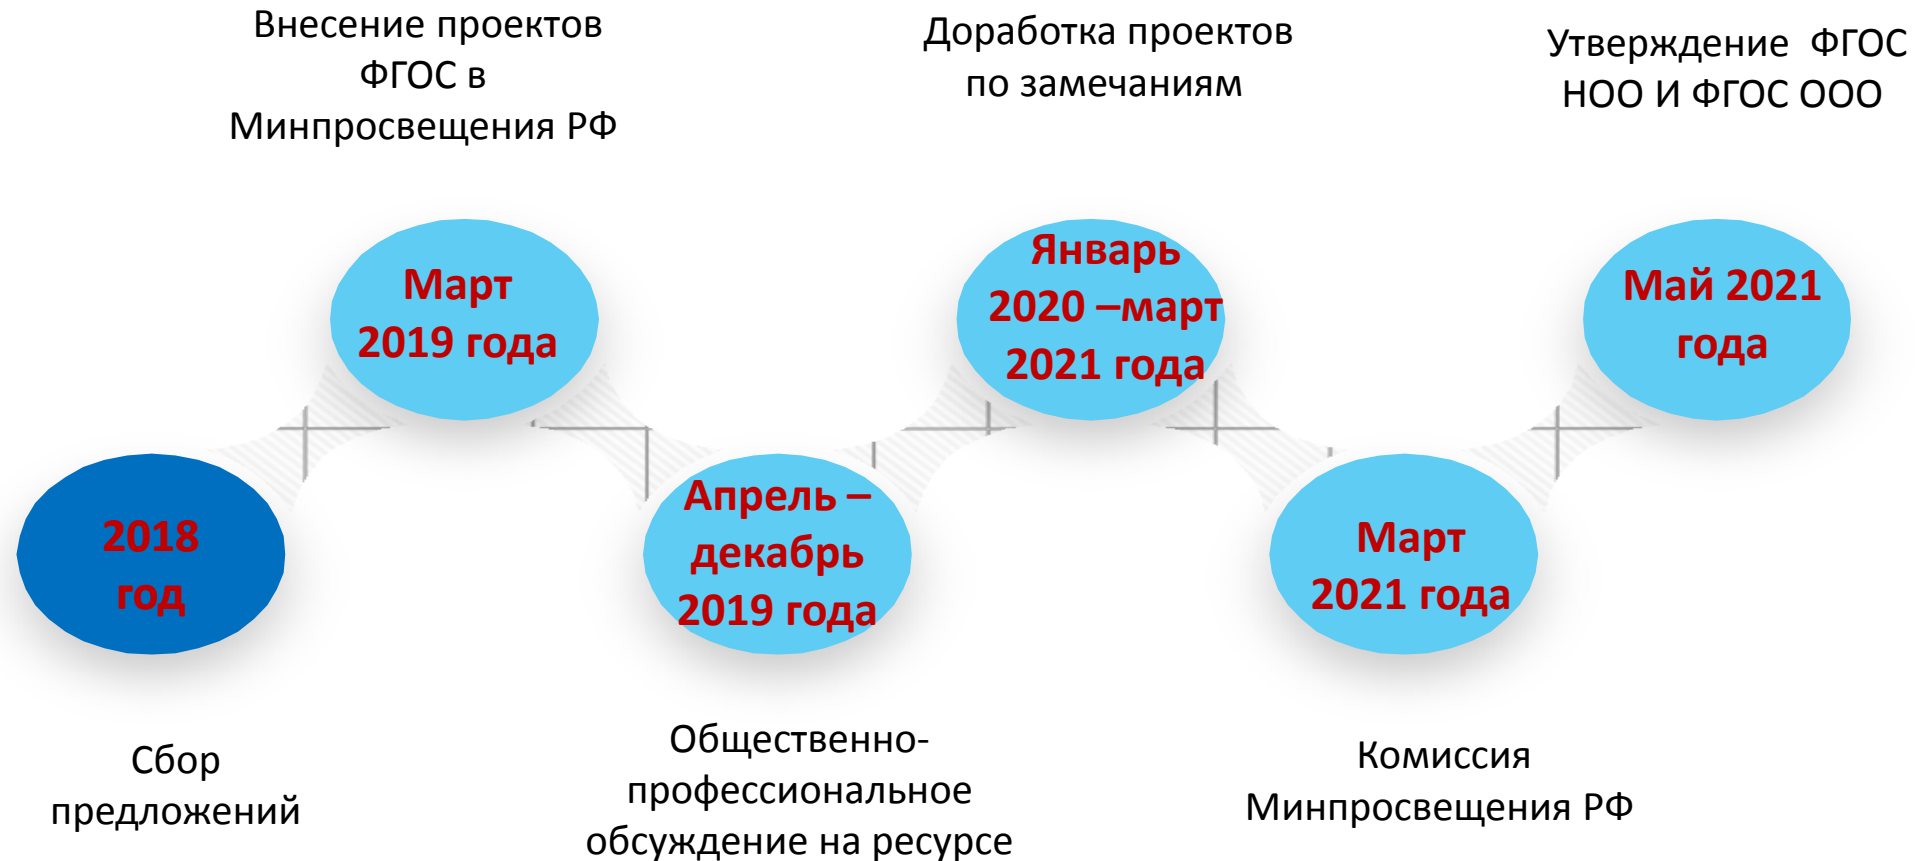 Внесение проектов
ФГОС в
Минпросвещения РФ
Доработка проектов
по замечаниям
Утверждение ФГОС
НОО И ФГОС ООО
Март
2019 года
Январь
2020 –март
2021 года
Май 2021
года
2018
год
Апрель –
декабрь
2019 года
Март
2021 года
Сбор
предложений
Общественно-
профессиональное
обсуждение на ресурсе
Комиссия
Минпросвещения РФ